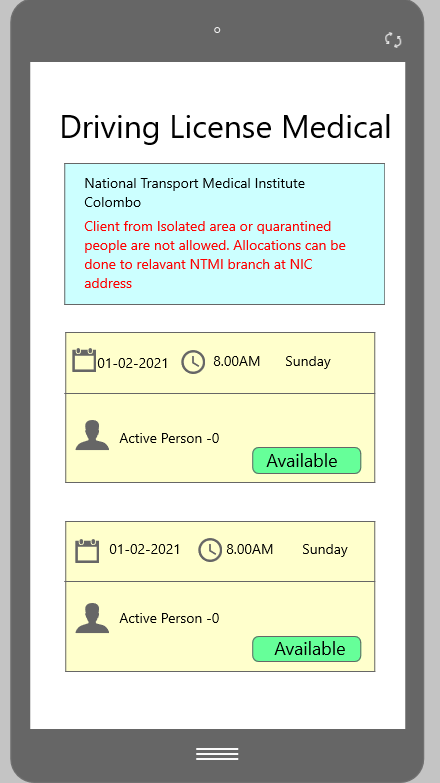 Driving License Medical
National Transport Medical Institute
Colombo
Client from Isolated area or quarantined
people are not allowed. Allocations can be
done to relavant NTMI branch at NIC
address
01-02-2021 8.00AM Sunday
Active Person -0
Available
01-02-2021 8.00AM Sunday
Active Person -0
Available